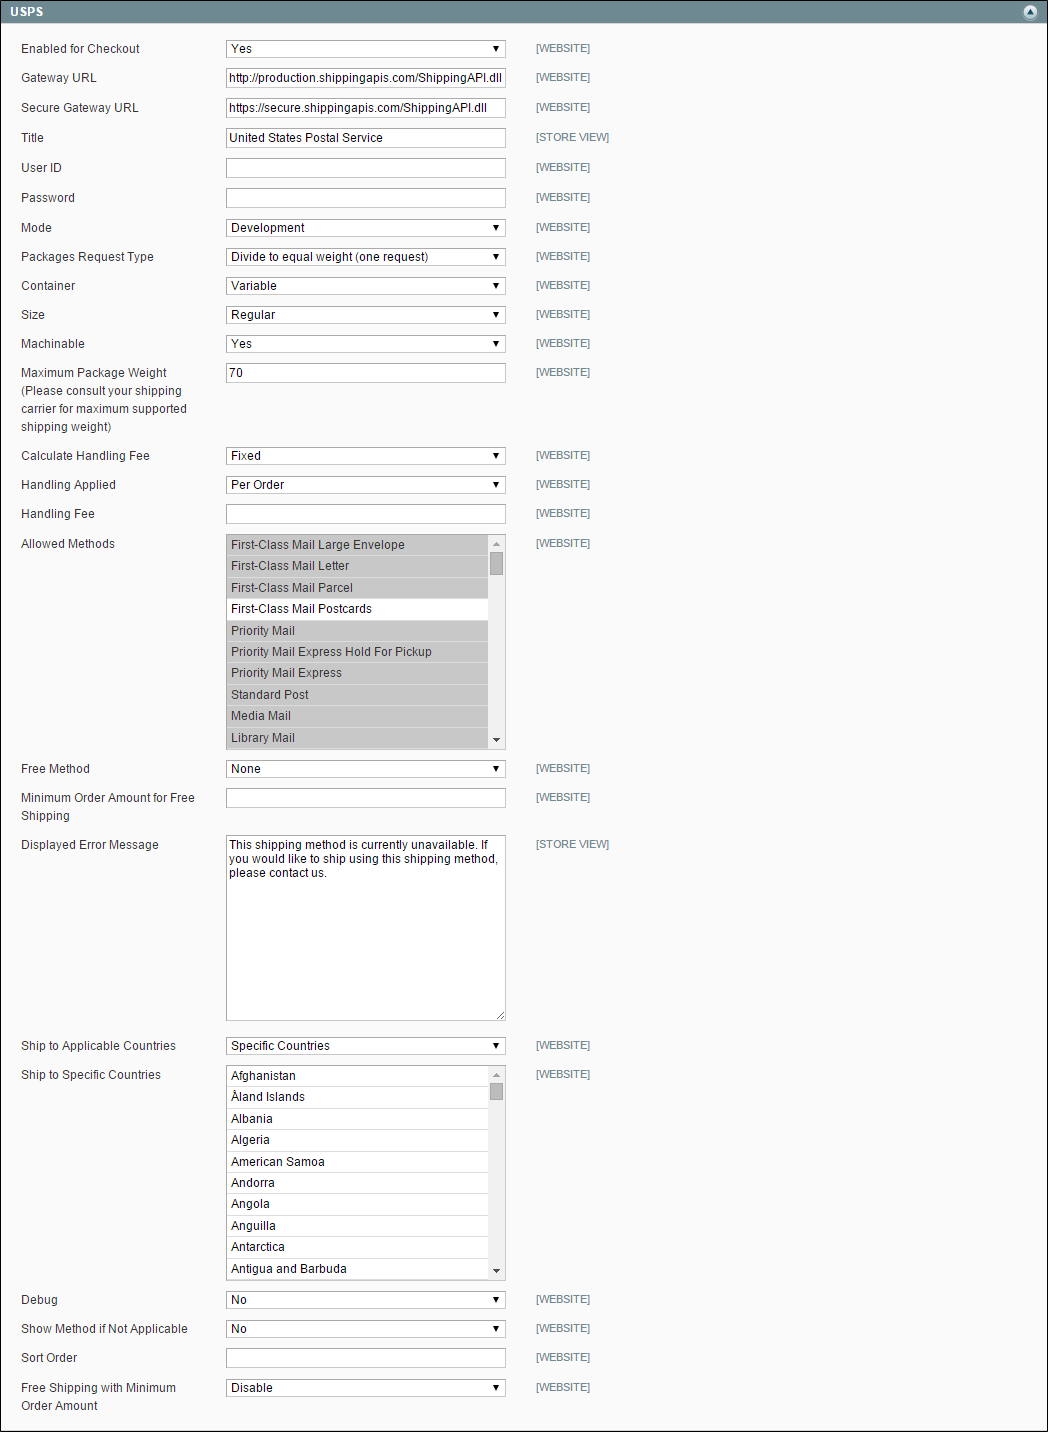 USPS
Enabled for Checkout Yes [WEBSITE]
Gateway URL http://production.shippingapis.com/ShippingAPI.dll [WEBSITE]
Secure Gateway URL https://secure.shippingapis.com/ShippingAPI.dll [WEBSITE]
Title United States Postal Service [STORE VIEW]
User ID [WEBSITE]
Password [WEBSITE]
Mode Development [WEBSITE]
Packages Request Type Divide to equal weight (one request) [WEBSITE]
Container Variable [WEBSITE]
Size Regular [WEBSITE]
Machinable Yes [WEBSITE]
Maximum Package Weight 70 [WEBSITE]
(Please consult your shipping
carrier for maximum supported
shipping weight)
Calculate Handling Fee Fixed [WEBSITE]
Handling Applied Per Order [WEBSITE]
Handling Fee [WEBSITE]
Allowed Methods First-Class Mail Large Envelope [WEBSITE]
First-Class Mail Letter
First-Class Mail Parcel
First-Class Mail Postcards
Priority Mail
Priority Mail Express Hold For Pickup
Priority Mail Express
Standard Post
Media Mail
Library Mail
Free Method None [WEBSITE]
Minimum Order Amount for Free [WEBSITE]
Shipping
Displayed Error Message This shipping method is currently unavailable. If [STORE VIEW]
you would like to ship using this shipping method,
please contact us.
Ship to Applicable Countries Specific Countries [WEBSITE]
Ship to Specific Countries Afghanistan [WEBSITE]
Åland Islands
Albania
Algeria
American Samoa
Andorra
Angola
Anguilla
Antarctica
Antigua and Barbuda
Debug No [WEBSITE]
Show Method if Not Applicable No [WEBSITE]
Sort Order [WEBSITE]
Free Shipping with Minimum Disable [WEBSITE]
Order Amount